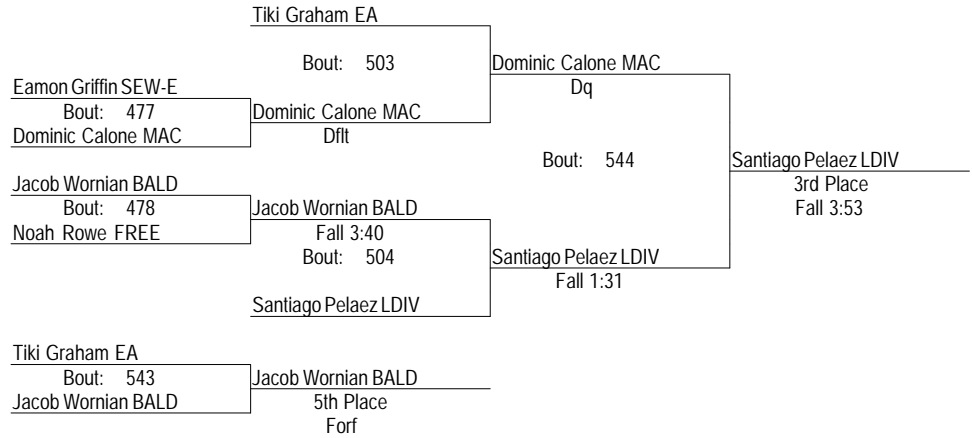 Tiki Graham EA
Bout: 503
Dominic Calone MAC
Dq
Eamon Griffin SEW-E
Bout: 477
Dominic Calone MAC
Dominic Calone MAC
Dflt
Bout: 544
Santiago Pelaez LDIV
3rd Place
Fall 3:53
Jacob Wornian BALD
Bout: 478
Noah Rowe FREE
Jacob Wornian BALD
Fall 3:40
Bout: 504
Santiago Pelaez LDIV
Fall 1:31
Santiago Pelaez LDIV
Tiki Graham EA
Bout: 543
Jacob Wornian BALD
Jacob Wornian BALD
5th Place
Forf